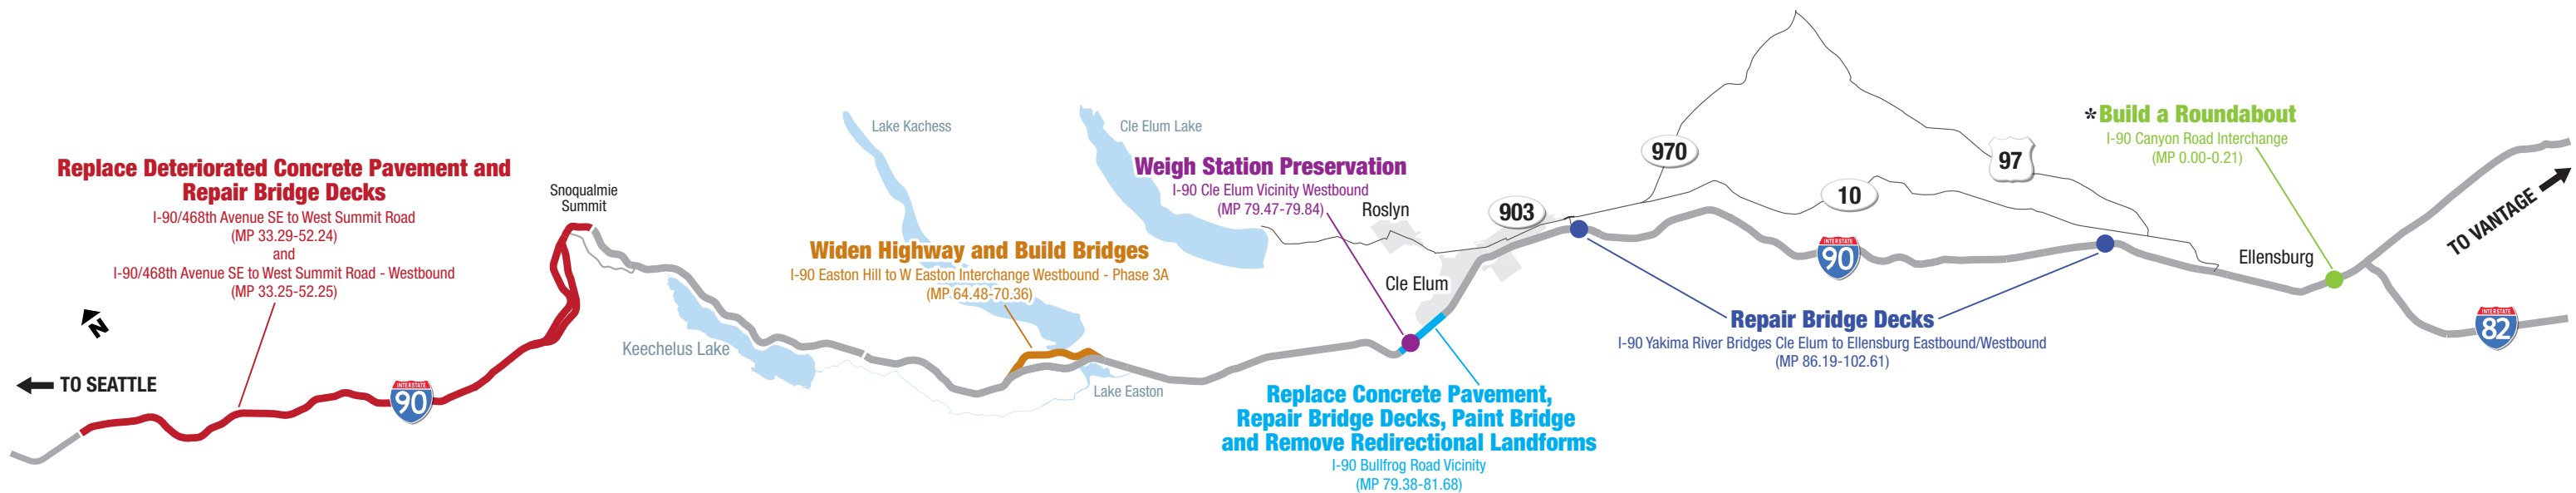 Replace Deteriorated Concrete Pavement and
Repair Bridge Decks
I-90/468th Avenue SE to West Summit Road
(MP 33.29-52.24)
and
I-90/468th Avenue SE to West Summit Road - Westbound
(MP 33.25-52.25)
N
TO SEATTLE
INTERSTATE
90
Snoqualmie
Summit
Keechelus Lake
Lake Kachess
Widen Highway and Build Bridges
I-90 Easton Hill to W Easton Interchange Westbound - Phase 3A
(MP 64.48-70.36)
Lake Easton
Cle Elum Lake
Weigh Station Preservation
I-90 Cle Elum Vicinity Westbound
(MP 79.47-79.84)
Roslyn
903
Cle Elum
Replace Concrete Pavement,
Repair Bridge Decks, Paint Bridge
and Remove Redirectional Landforms
I-90 Bullfrog Road Vicinity
(MP 79.38-81.68)
970
10
97
INTERSTATE
90
Repair Bridge Decks
I-90 Yakima River Bridges Cle Elum to Ellensburg Eastbound/Westbound
(MP 86.19-102.61)
*Build a Roundabout
I-90 Canyon Road Interchange
(MP 0.00-0.21)
Ellensburg
TO VANTAGE
INTERSTATE
82